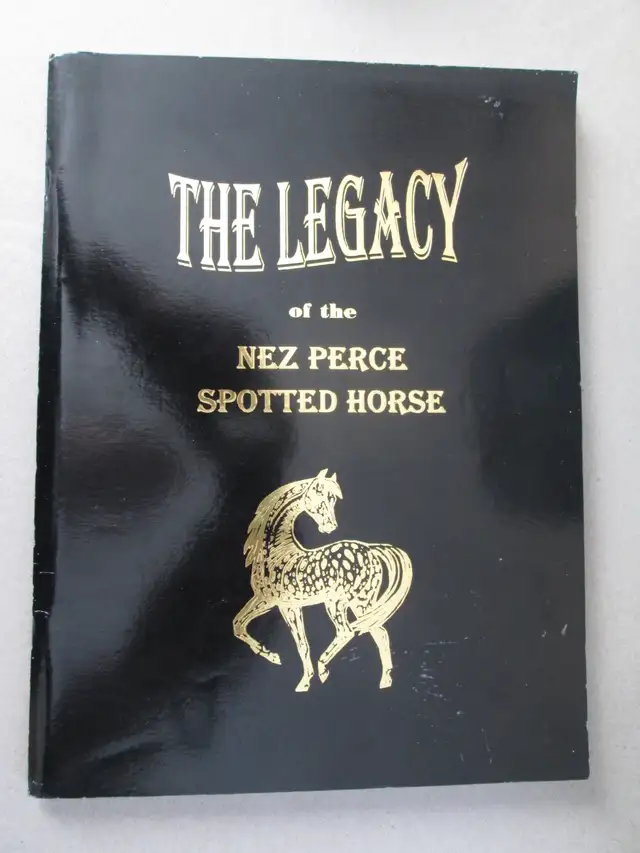 THE LEGACY
of the
NEZ PERCE
SPOTTED HORSE